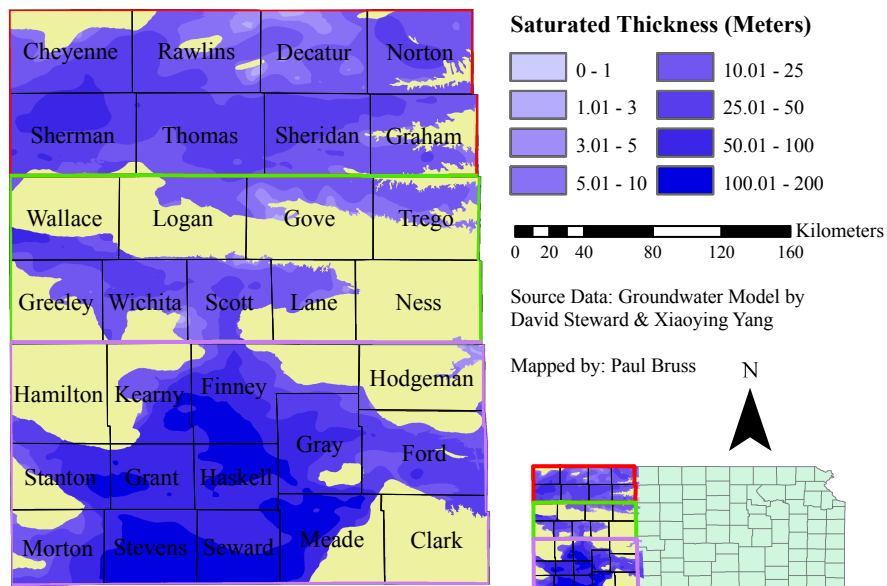 Cheyenne Rawlins Decatur Norton
Sherman Thomas Sheridan Graham
Wallace Logan Gove Trego
Greeley Wichita Scott Lane Ness
Hamilton Kearny Finney Hodgeman
Stanton Grant Haskell Gray Ford
Morton Stevens Seward Meade Clark
Saturated Thickness (Meters)
0 - 1 10.01 - 25
1.01 - 3 25.01 - 50
3.01 - 5 50.01 - 100
5.01 - 10 100.01 - 200
Kilometers
0 10 20 40 80 120 160
Source Data: Groundwater Model by
David Steward & Xiaoying Yang
Mapped by: Paul Bruss
N